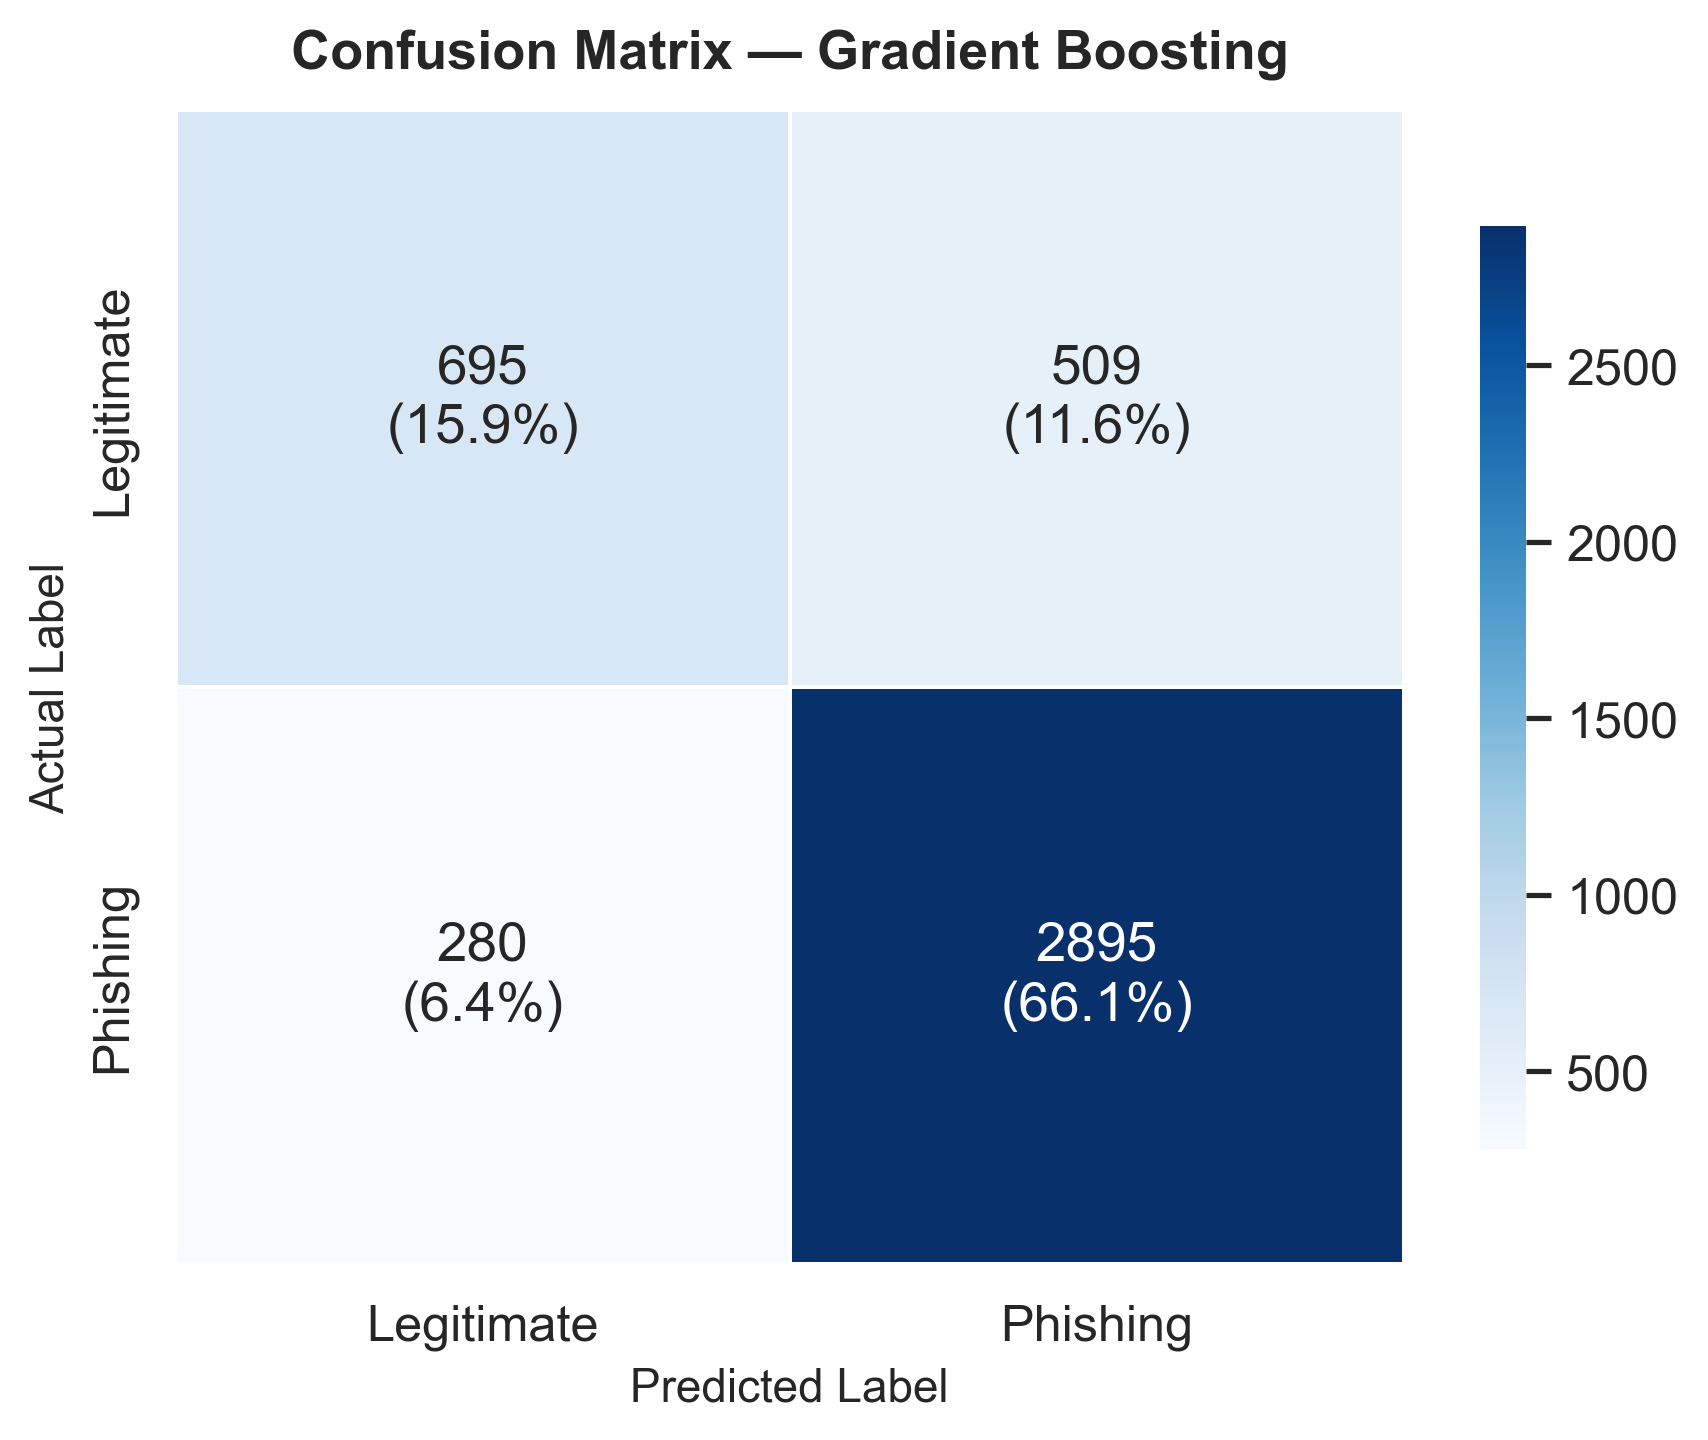 Confusion Matrix — Gradient Boosting
Actual Label
Legitimate
Phishing
695
(15.9%)
509
(11.6%)
280
(6.4%)
2895
(66.1%)
Legitimate
Phishing
Predicted Label
2500
2000
1500
1000
500